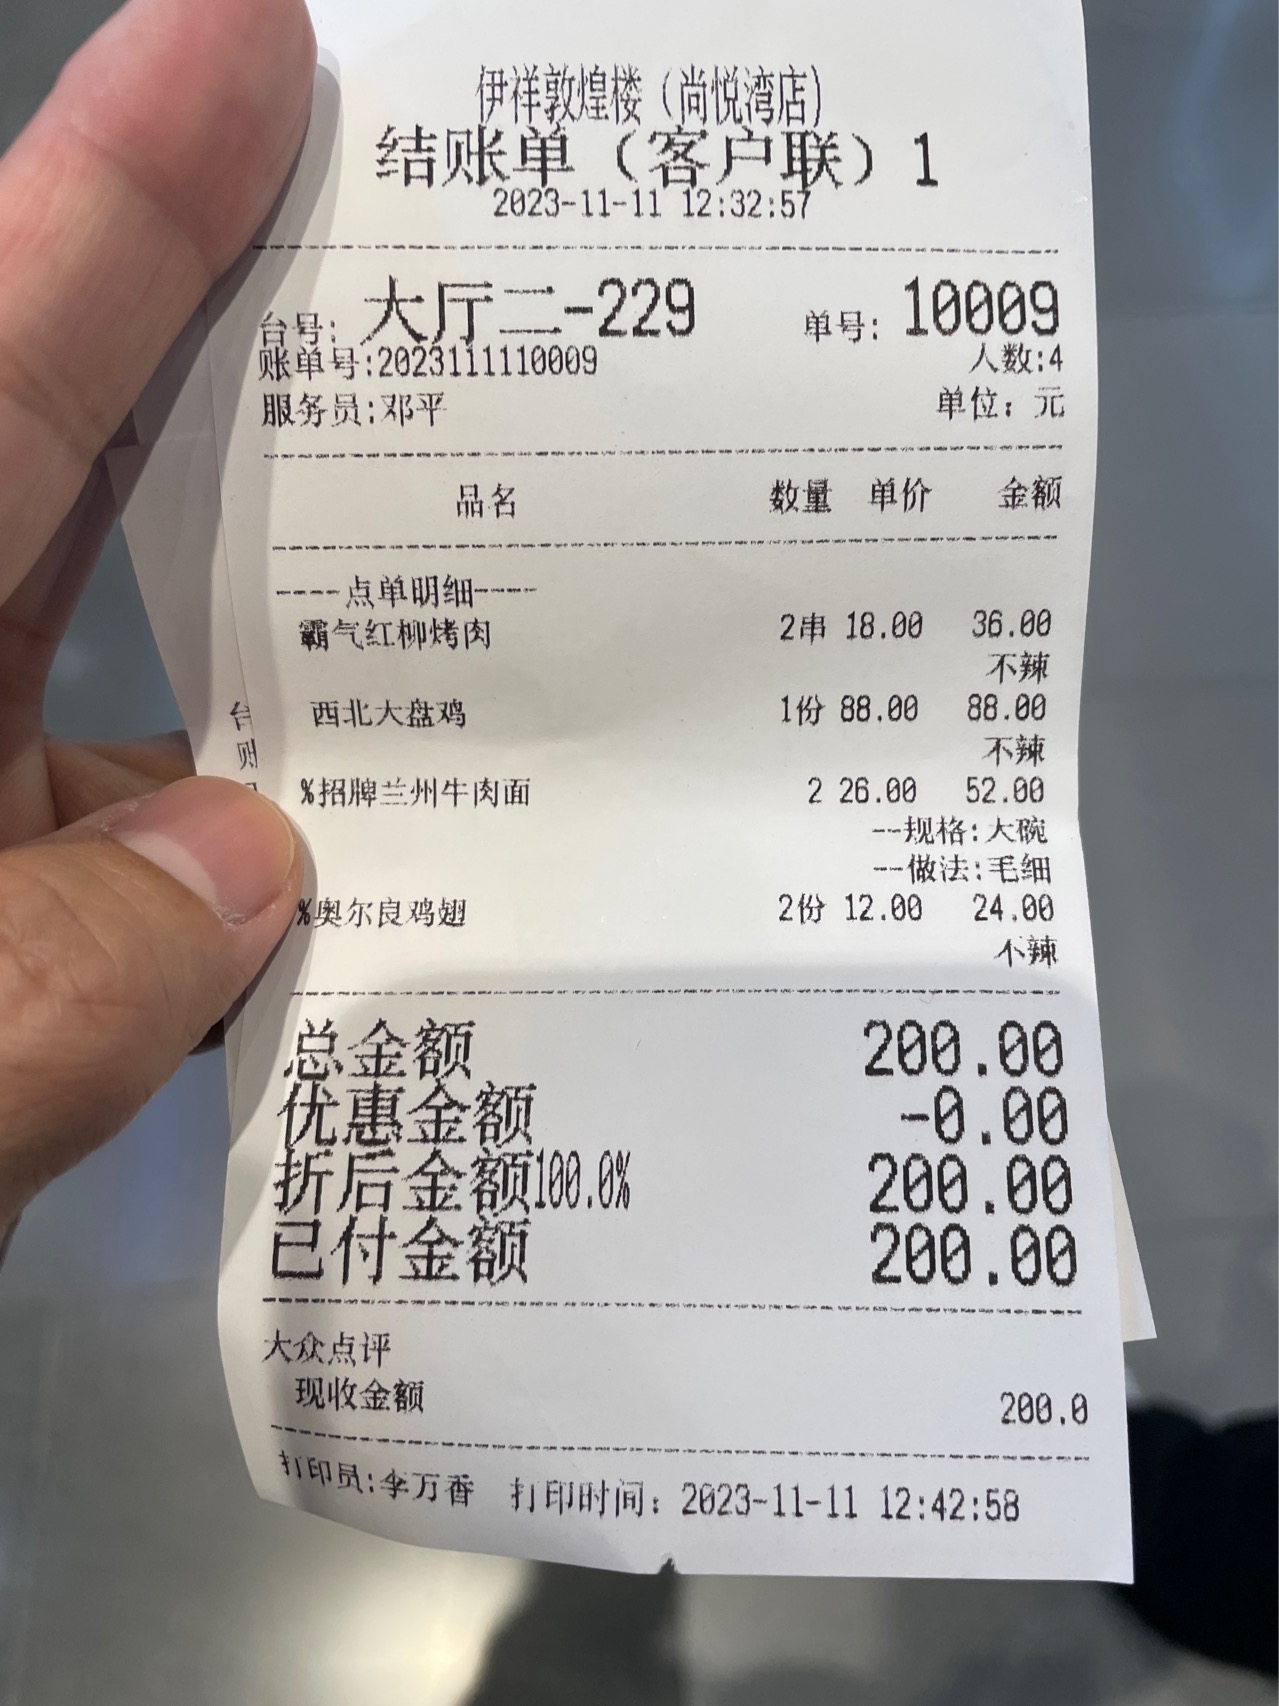 伊祥敦煌楼（尚悦湾店）
结账单（客户联）1
2023-11-11 12:32:57
台号: 大厅二-229 单号: 10009
账单号:2023111110009 人数:4
服务员:邓平 单位: 元
品名 数量 单价 金额
----点单明细----
霸气红柳烤肉 2串 18.00 36.00
不辣
西北大盘鸡 1份 88.00 88.00
不辣
%招牌兰州牛肉面 2 26.00 52.00
--规格:大碗
--做法:毛细
%奥尔良鸡翅 2份 12.00 24.00
不辣
总金额 200.00
优惠金额 -0.00
折后金额100.0% 200.00
已付金额 200.00
大众点评
现收金额 200.0
打印员:李万香 打印时间: 2023-11-11 12:42:58
台
账